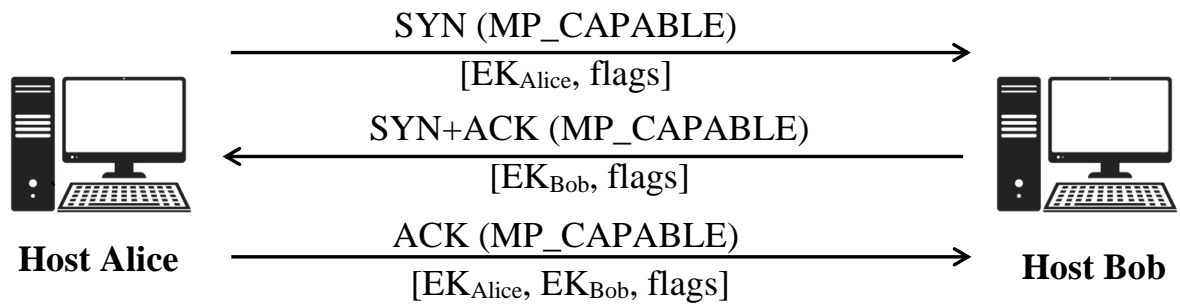 SYN (MP_CAPABLE)
[EKAlice, flags]
SYN+ACK (MP_CAPABLE)
[EKBob, flags]
ACK (MP_CAPABLE)
[EKAlice, EKBob, flags]
Host Alice
Host Bob